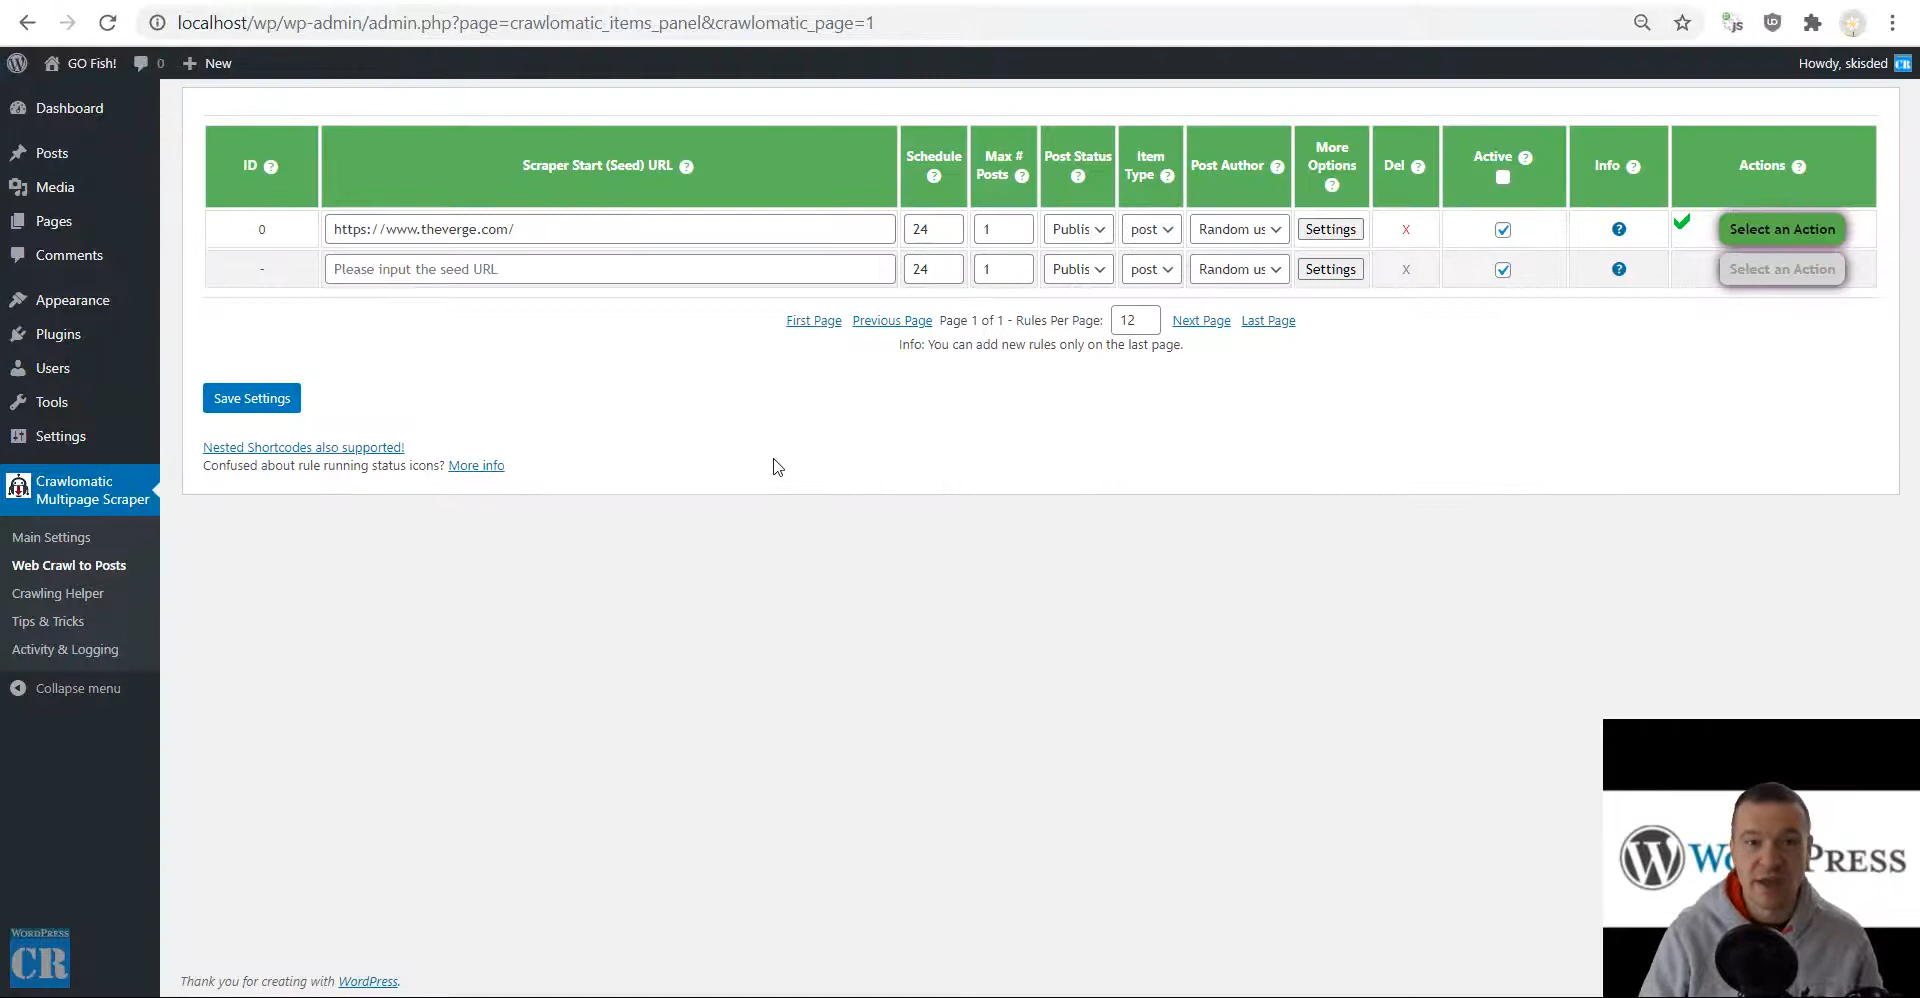 localhost/wp/wp-admin/admin.php?page=crawlomatic_items_panel&crawlomatic_page=1
GO Fish! 0 New
Howdy, skisded
Dashboard
Posts
Media
Pages
Comments
Appearance
Plugins
Users
Tools
Settings
Crawlomatic
Multipage Scraper
Main Settings
Web Crawl to Posts
Crawling Helper
Tips & Tricks
Activity & Logging
Collapse menu
WORDPRESS
CR
ID Scraper Start (Seed) URL Schedule Max # Posts Post Status Item Type Post Author More Options Del Active Info Actions
0 https://www.theverge.com/ 24 1 Publis post Random us Settings X Select an Action
- Please input the seed URL 24 1 Publis post Random us Settings X Select an Action
First Page Previous Page Page 1 of 1 - Rules Per Page: 12 Next Page Last Page
Info: You can add new rules only on the last page.
Save Settings
Nested Shortcodes also supported!
Confused about rule running status icons? More info
Thank you for creating with WordPress.